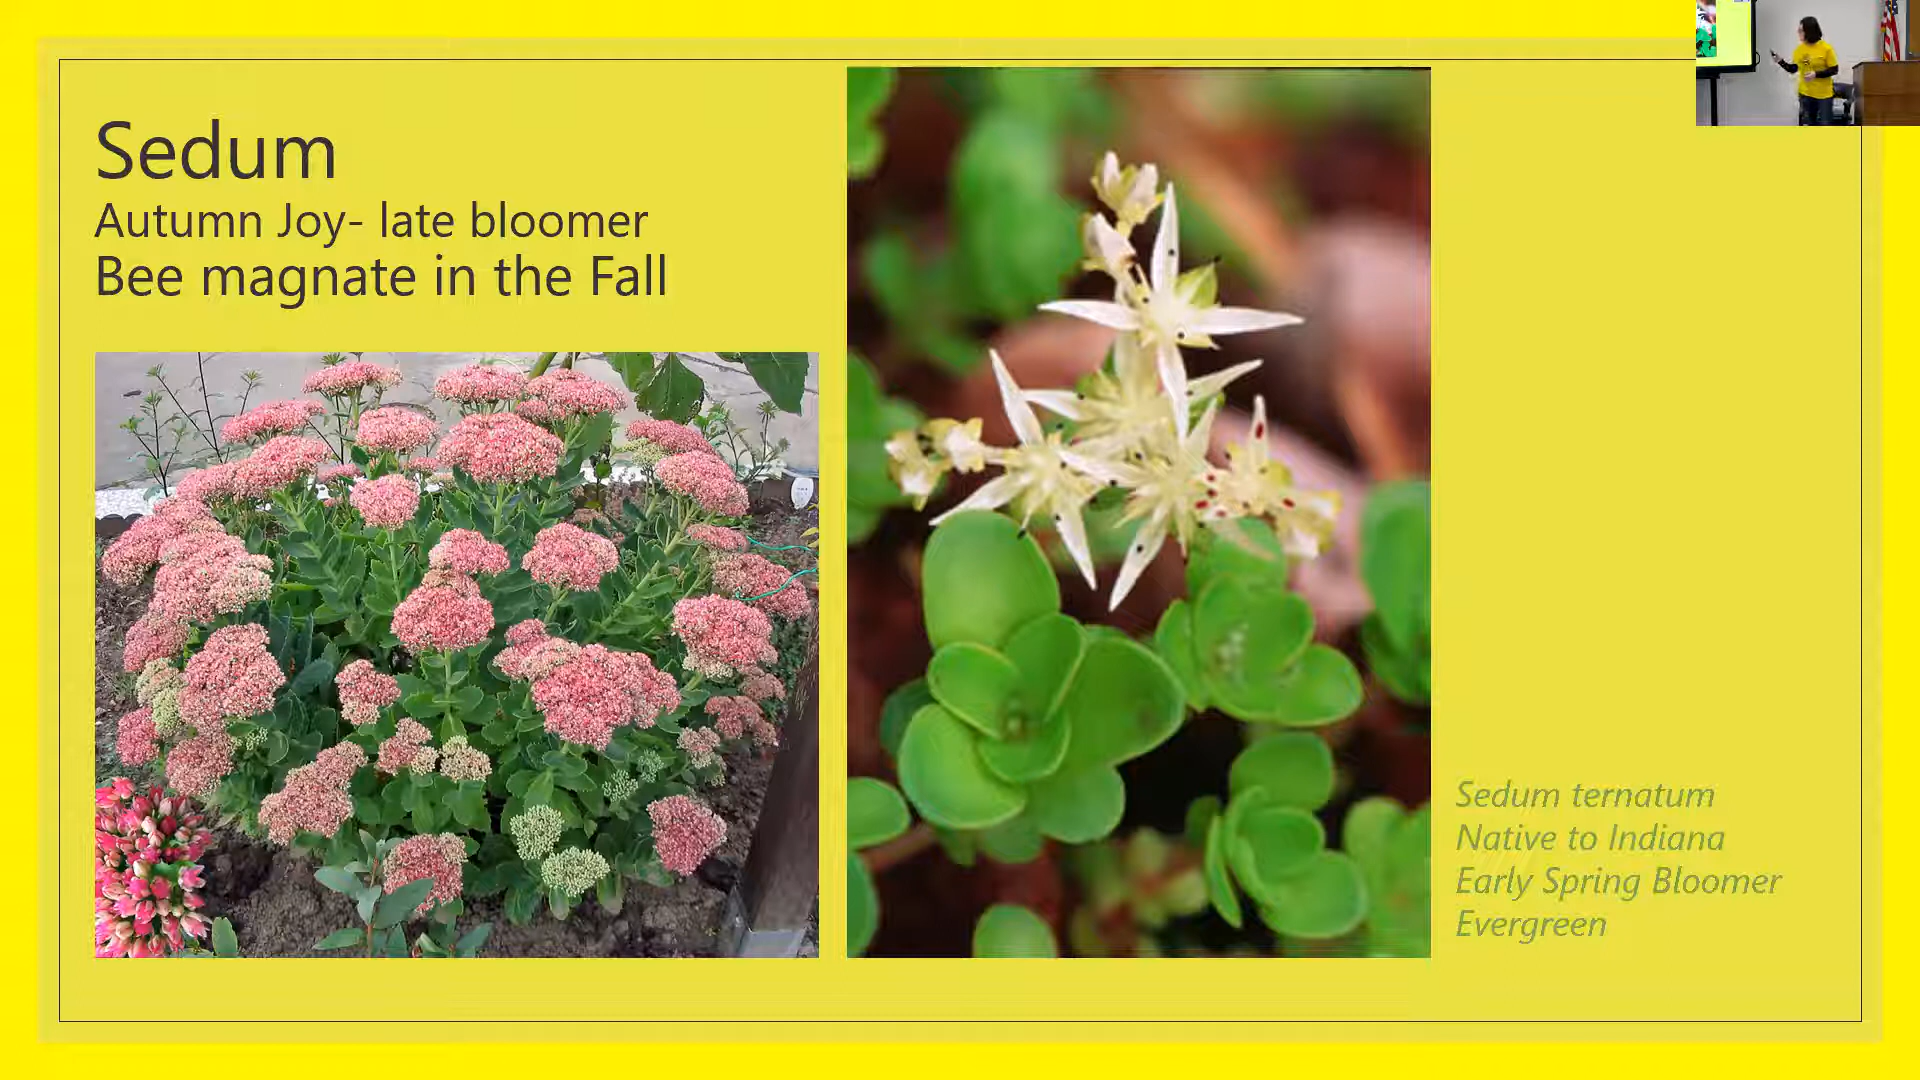 Sedum
Autumn Joy- late bloomer
Bee magnate in the Fall
Sedum ternatum
Native to Indiana
Early Spring Bloomer
Evergreen